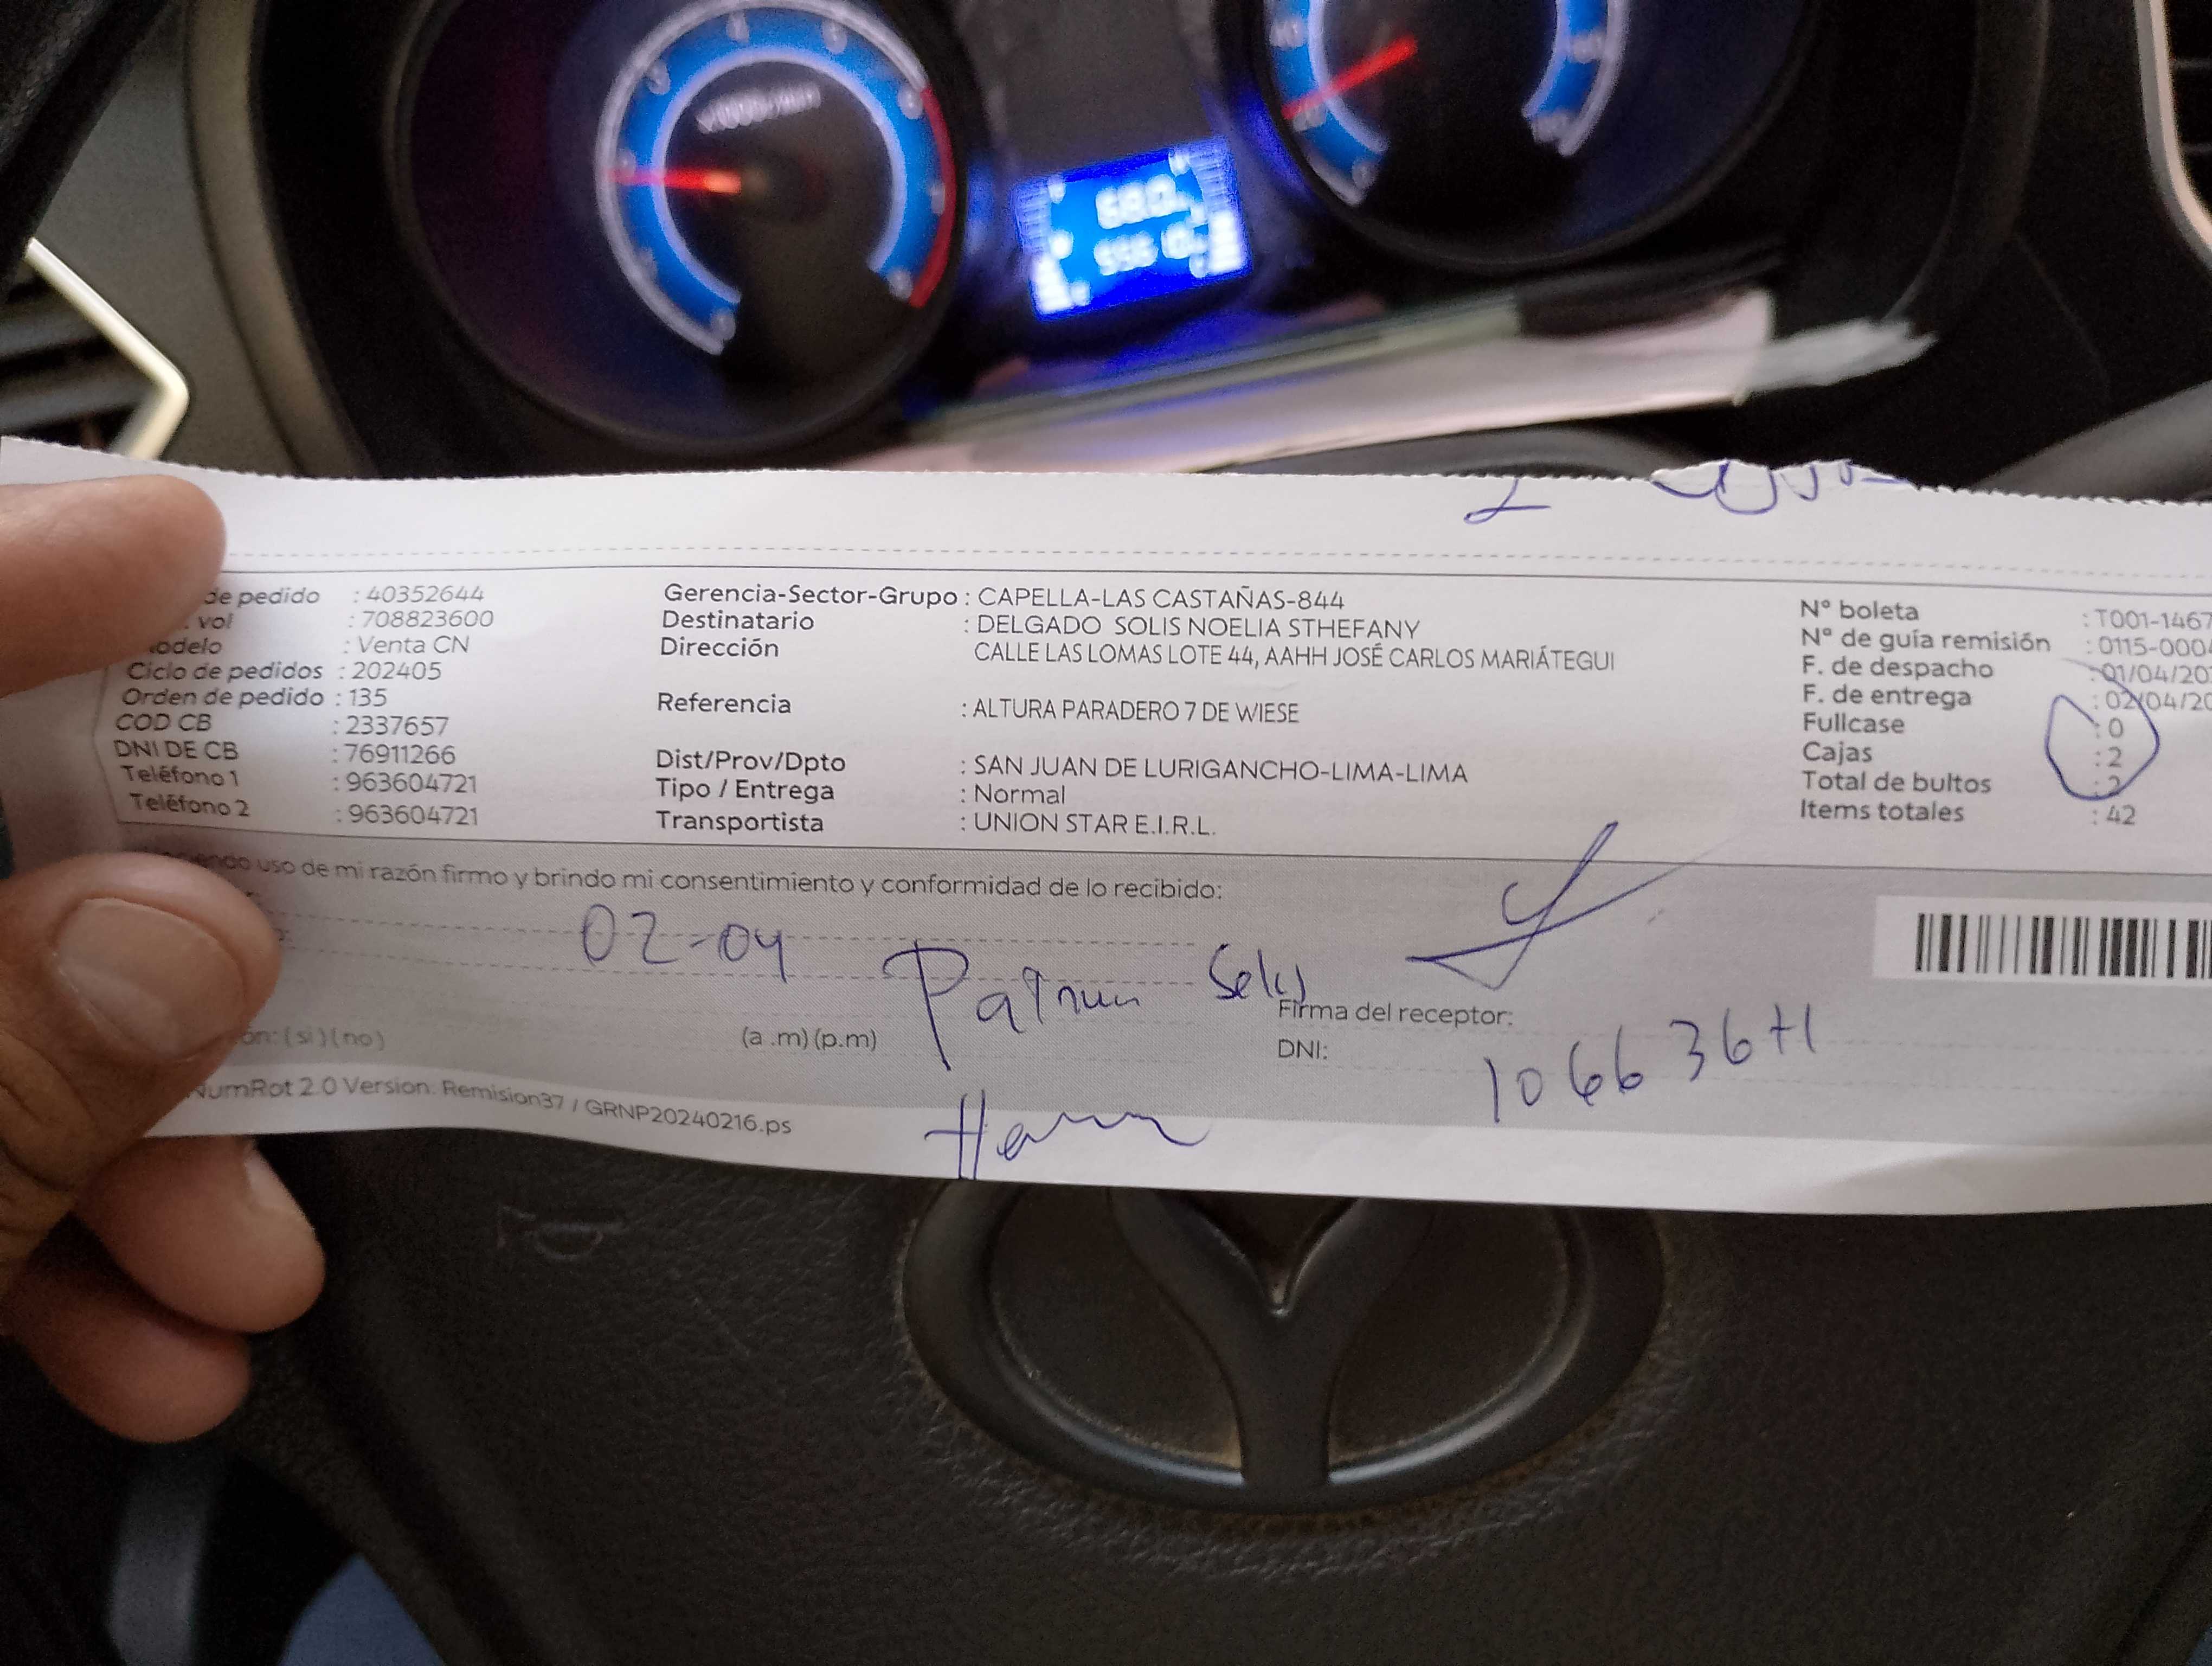 de pedido : 40352644
vol : 708823600
odelo : Venta CN
Ciclo de pedidos : 202405
Orden de pedido : 135
COD CB : 2337657
DNI DE CB : 76911266
Teléfono 1 : 963604721
Teléfono 2 : 963604721
Gerencia-Sector-Grupo : CAPELLA-LAS CASTAÑAS-844
Destinatario : DELGADO SOLIS NOELIA STHEFANY
Dirección CALLE LAS LOMAS LOTE 44, AAHH JOSÉ CARLOS MARIÁTEGUI
Referencia : ALTURA PARADERO 7 DE WIESE
Dist/Prov/Dpto : SAN JUAN DE LURIGANCHO-LIMA-LIMA
Tipo / Entrega : Normal
Transportista : UNION STAR E.I.R.L.
N° boleta : T001-1467
N° de guía remisión : 0115-0004
F. de despacho : 01/04/20
F. de entrega : 02/04/20
Fullcase : 0
Cajas : 2
Total de bultos : 2
Items totales : 42
uso de mi razón firmo y brindo mi consentimiento y conformidad de lo recibido:
02-04
Firma del receptor:
ón: (si) (no) (a .m) (p.m) DNI: 10663671
NumRot 2.0 Version: Remision37 / GRNP20240216.ps